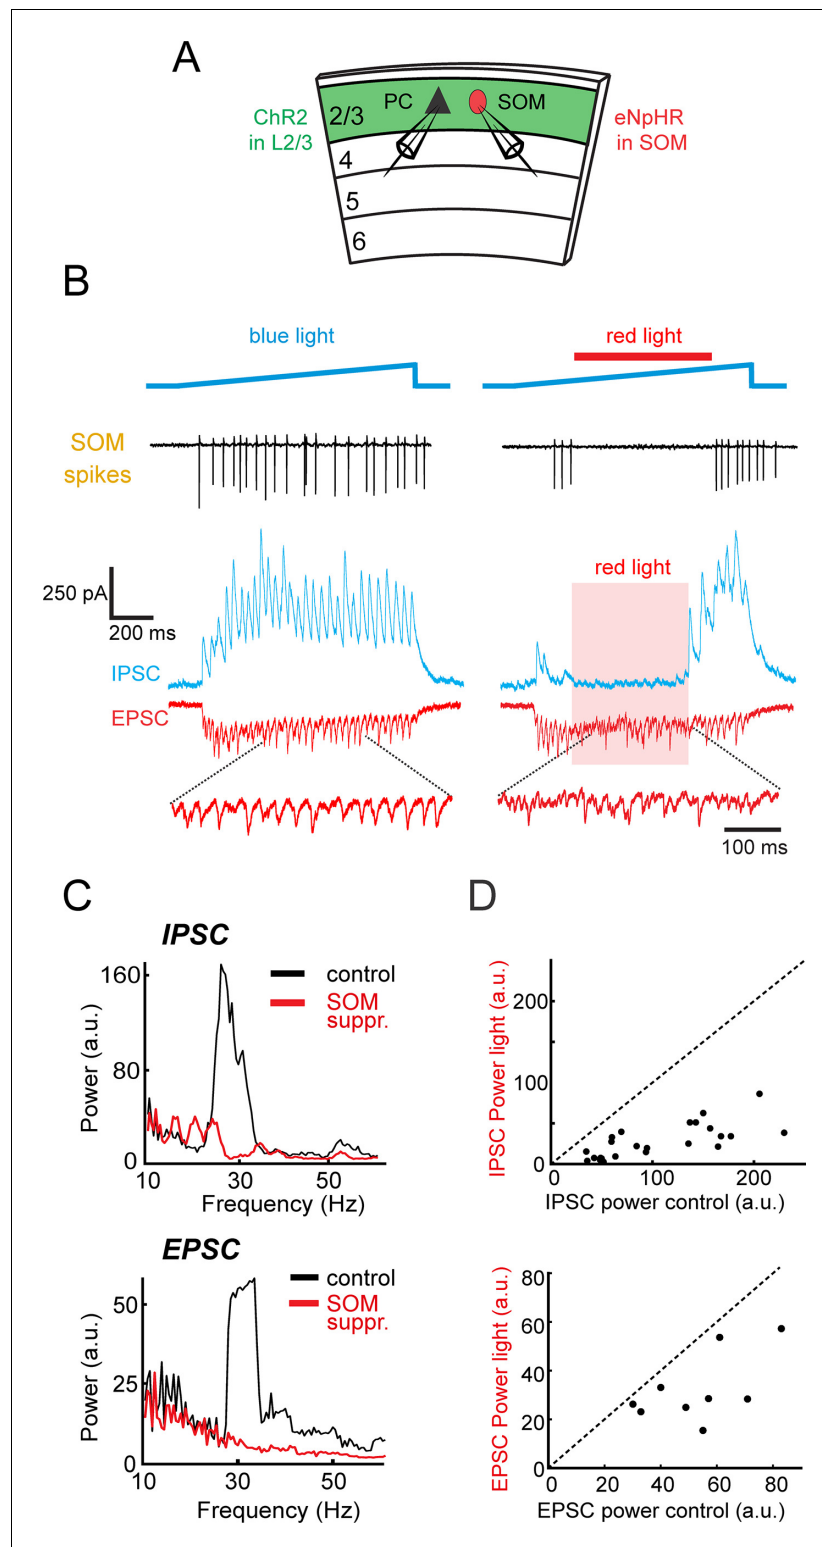 A
ChR2
in L2/3
PC
SOM
eNpHR
in SOM
2/3
4
5
6
B
blue light
red light
SOM
spikes
250 pA
200 ms
red light
IPSC
EPSC
100 ms
C
IPSC
control
SOM
suppr.
Power (a.u.)
160
80
0
10
30
50
Frequency (Hz)
EPSC
control
SOM
suppr.
Power (a.u.)
50
25
0
10
30
50
Frequency (Hz)
D
IPSC Power light (a.u.)
200
100
0
0
100
200
IPSC power control (a.u.)
EPSC Power light (a.u.)
80
60
40
20
0
0
20
40
60
80
EPSC power control (a.u.)